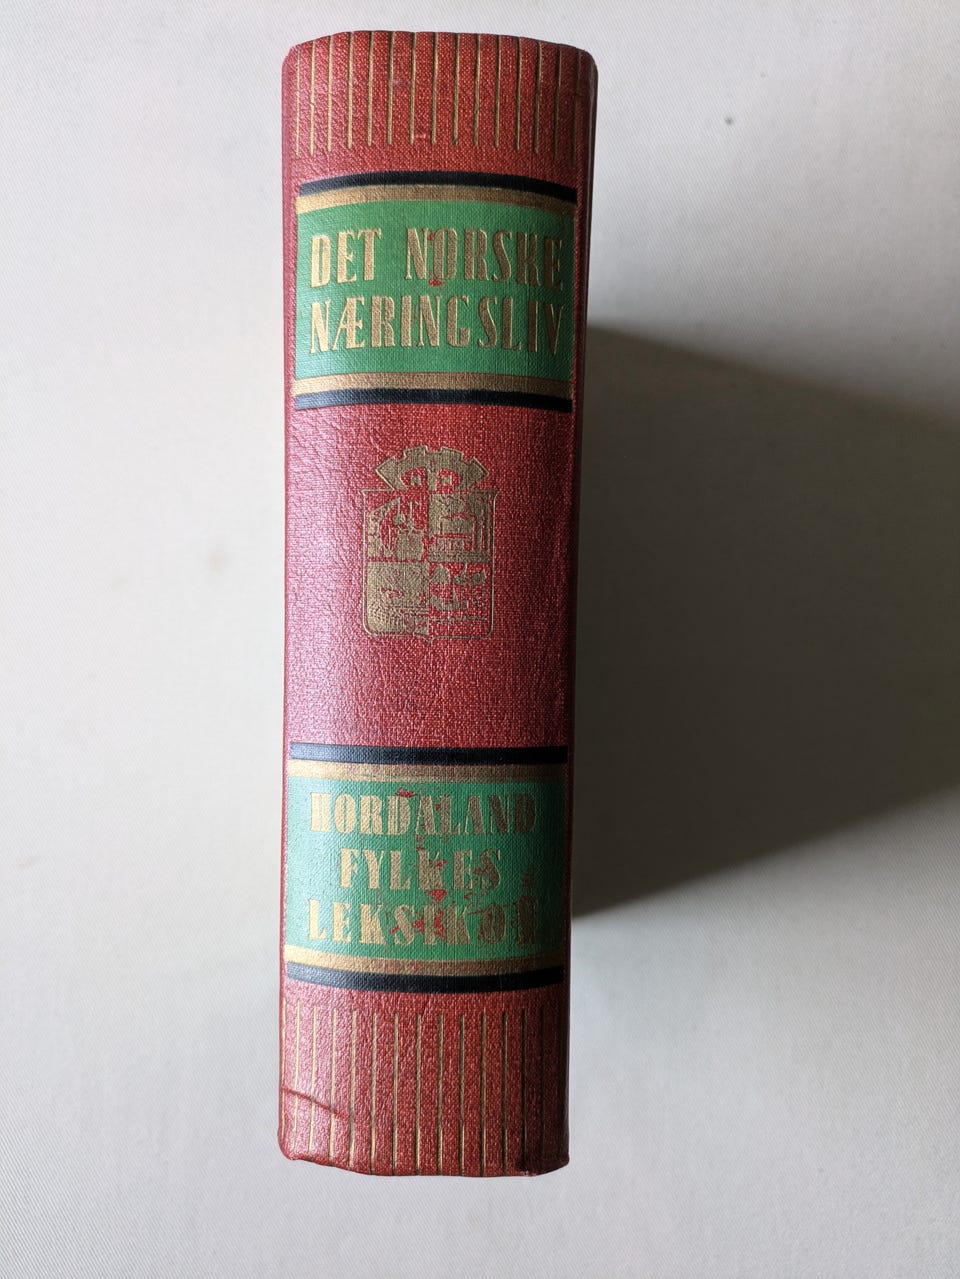 DET NORSKE
NÆRINGSLIV
HORDALAND
FYLKES
LEKSIKON